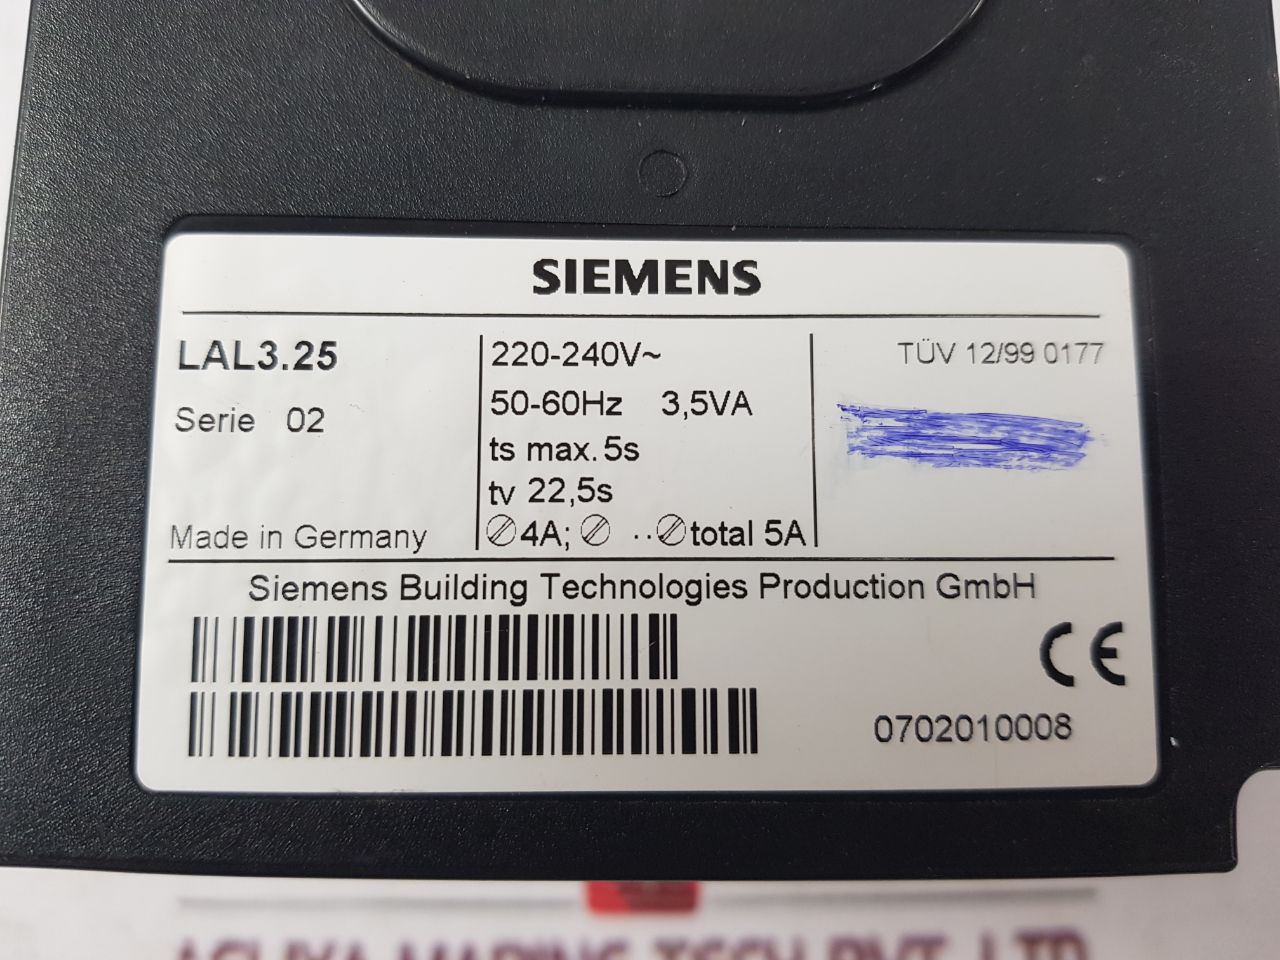 SIEMENS
LAL3.25
Serie 02
Made in Germany
220-240V~
50-60Hz 3,5VA
ts max. 5s
tv 22,5s
4A; ..total 5A
TÜV 12/99 0177
Siemens Building Technologies Production GmbH
CE
0702010008